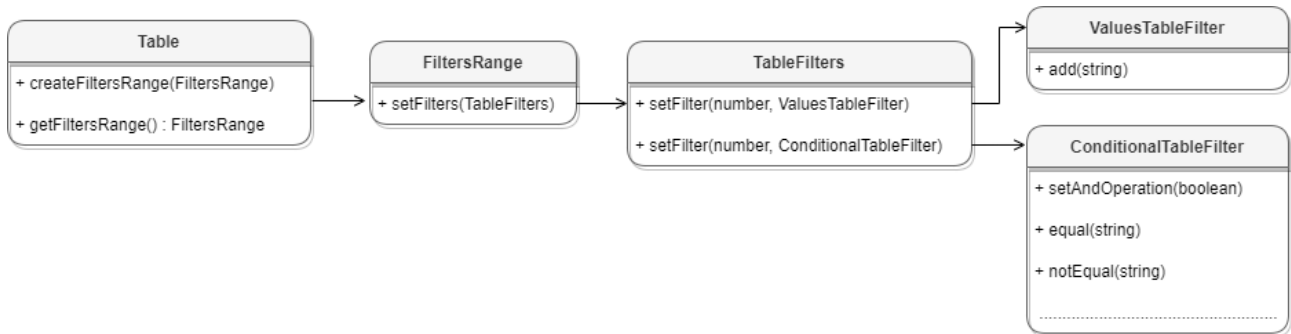 Table
+ createFiltersRange(FiltersRange)
+ getFiltersRange() : FiltersRange
FiltersRange
+ setFilters(TableFilters)
TableFilters
+ setFilter(number, ValuesTableFilter)
+ setFilter(number, ConditionalTableFilter)
ValuesTableFilter
+ add(string)
ConditionalTableFilter
+ setAndOperation(boolean)
+ equal(string)
+ notEqual(string)